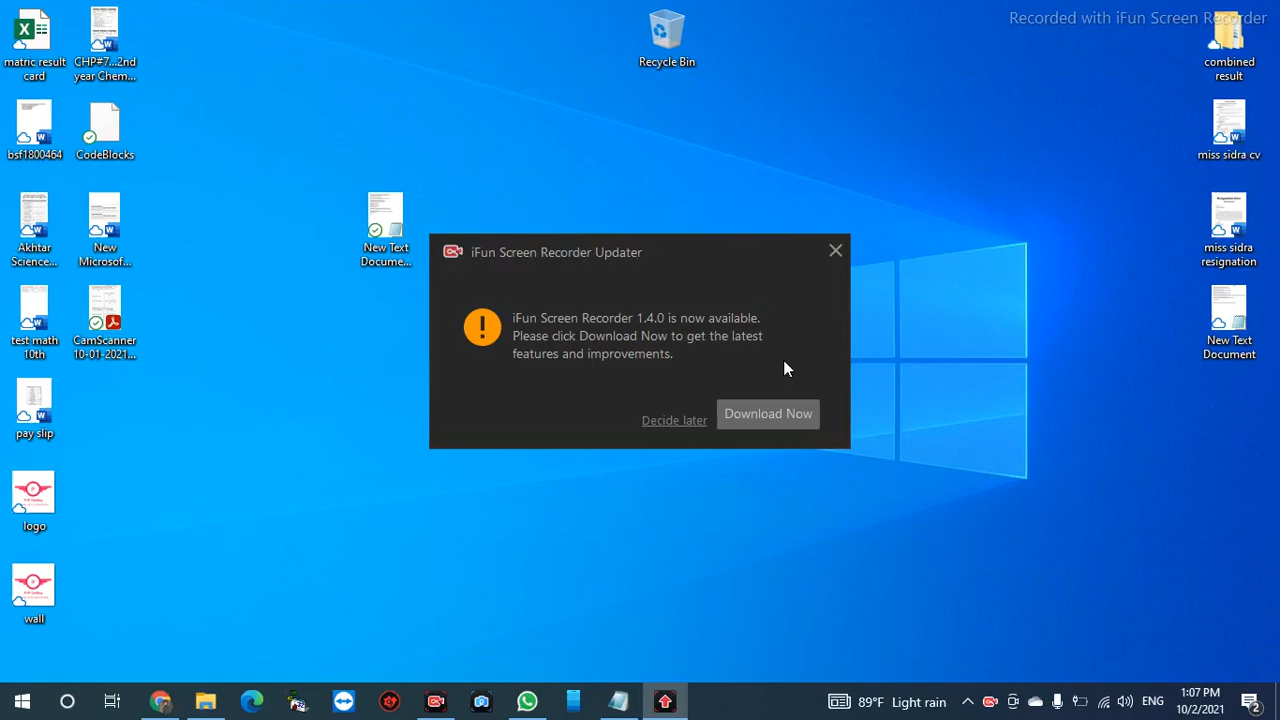 Recorded with iFun Screen Recorder
matric result
card
CHP#7...2nd
year Chem...
Recycle Bin
combined
result
bsf1800464
CodeBlocks
miss sidra cv
Akhtar
Science...
New
Microsof...
New Text
Docume...
miss sidra
resignation
iFun Screen Recorder Updater
iFun Screen Recorder 1.4.0 is now available.
Please click Download Now to get the latest
features and improvements.
Decide later
Download Now
test math
10th
CamScanner
10-01-2021...
New Text
Document
pay slip
logo
wall
89°F Light rain
ENG
1:07 PM
10/2/2021
2